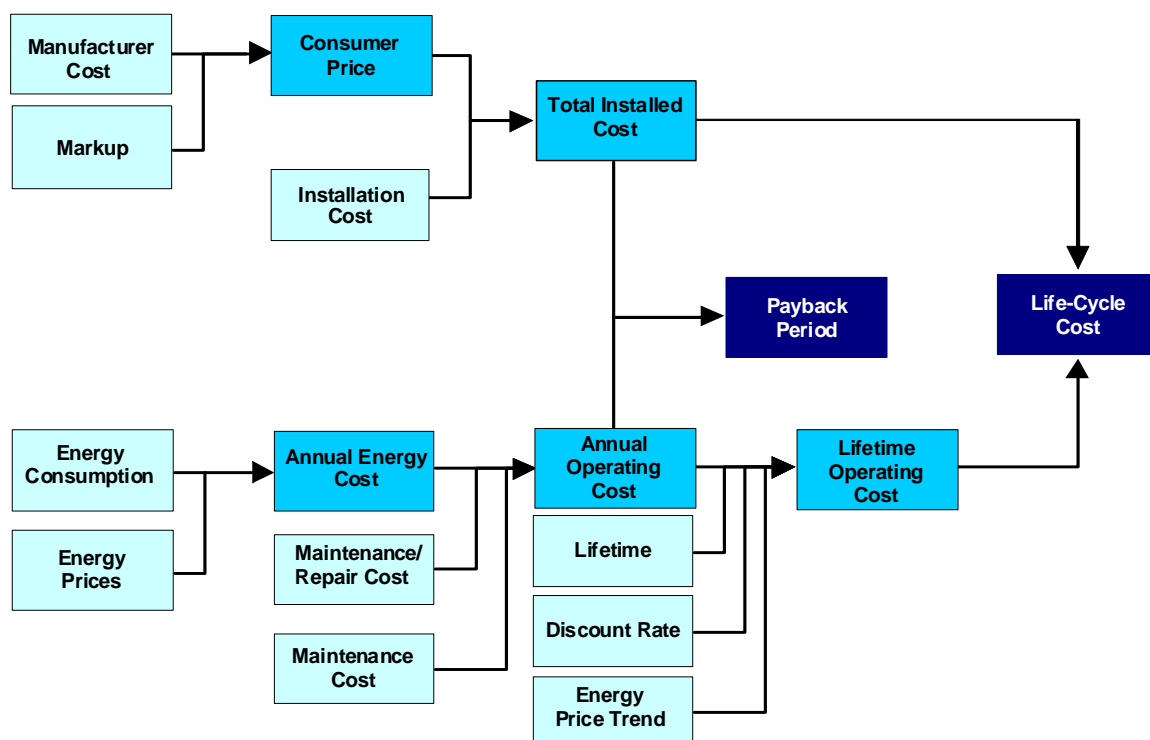 Manufacturer
Cost
Markup
Consumer
Price
Installation
Cost
Total Installed
Cost
Payback
Period
Life-Cycle
Cost
Energy
Consumption
Energy
Prices
Annual Energy
Cost
Maintenance/
Repair Cost
Maintenance
Cost
Annual
Operating
Cost
Lifetime
Discount Rate
Energy
Price Trend
Lifetime
Operating
Cost